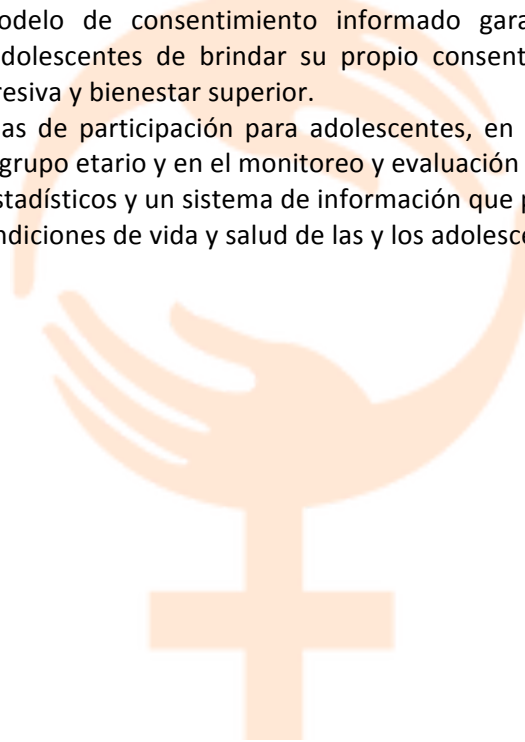 odelo de consentimiento informado gara
dolescentes de brindar su propio consent
resiva y bienestar superior.
as de participación para adolescentes, en
grupo etario y en el monitoreo y evaluación
stadísticos y un sistema de información que p
ndiciones de vida y salud de las y los adolesc